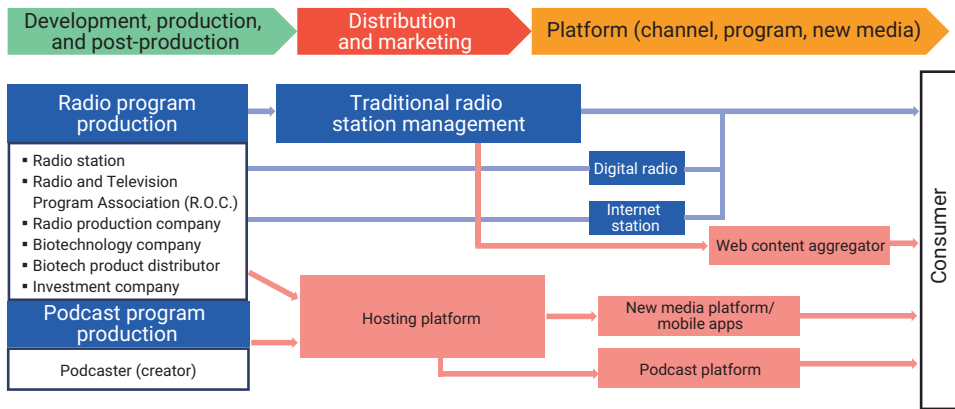 Development, production,
and post-production
Distribution
and marketing
Platform (channel, program, new media)
Radio program
production
▪ Radio station
▪ Radio and Television
Program Association (R.O.C.)
▪ Radio production company
▪ Biotechnology company
▪ Biotech product distributor
▪ Investment company
Podcast program
production
Podcaster (creator)
Traditional radio
station management
Digital radio
Internet
station
Web content aggregator
Hosting platform
New media platform/
mobile apps
Podcast platform
Consumer